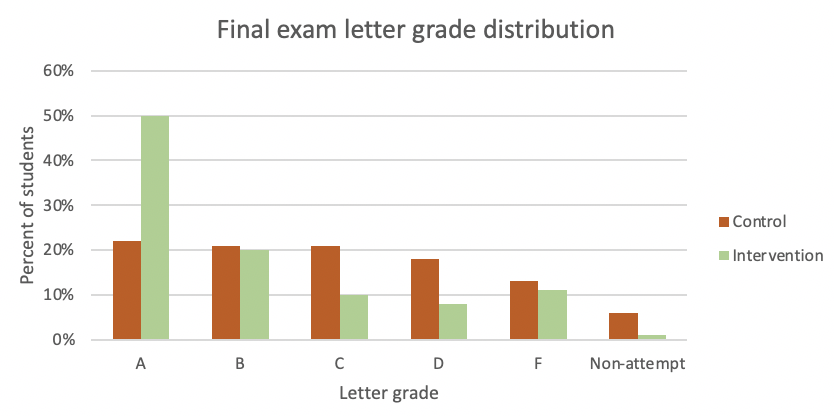 Final exam letter grade distribution
60%
50%
40%
30%
20%
10%
0%
Percent of students
A B C D F Non-attempt
Letter grade
Control
Intervention